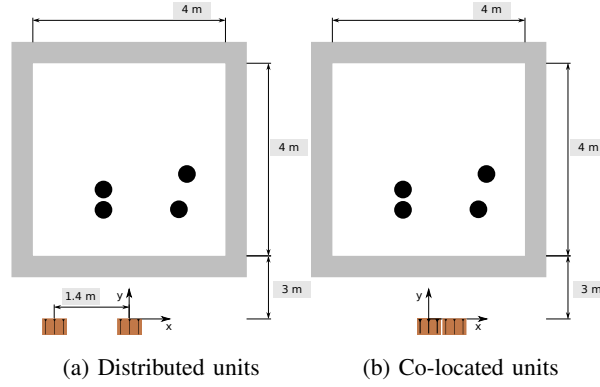 4 m 4 m
4 m 4 m
3 m 3 m
1.4 m y x y x
(a) Distributed units (b) Co-located units